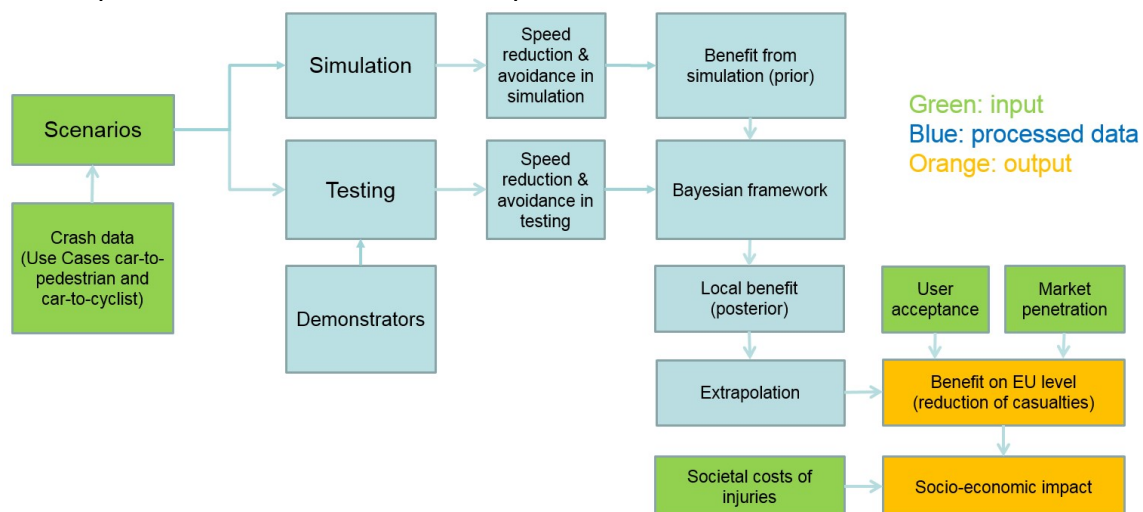 Speed
reduction &
avoidance in
simulation
Simulation
Benefit from
simulation (prior)
Green: input
Blue: processed data
Orange: output
Scenarios
Testing
Speed
reduction &
avoidance in
testing
Bayesian framework
Crash data
(Use Cases car-to-
pedestrian and
car-to-cyclist)
Demonstrators
Local benefit
(posterior)
User
acceptance
Market
penetration
Extrapolation
Benefit on EU level
(reduction of casualties)
Societal costs of
injuries
Socio-economic impact